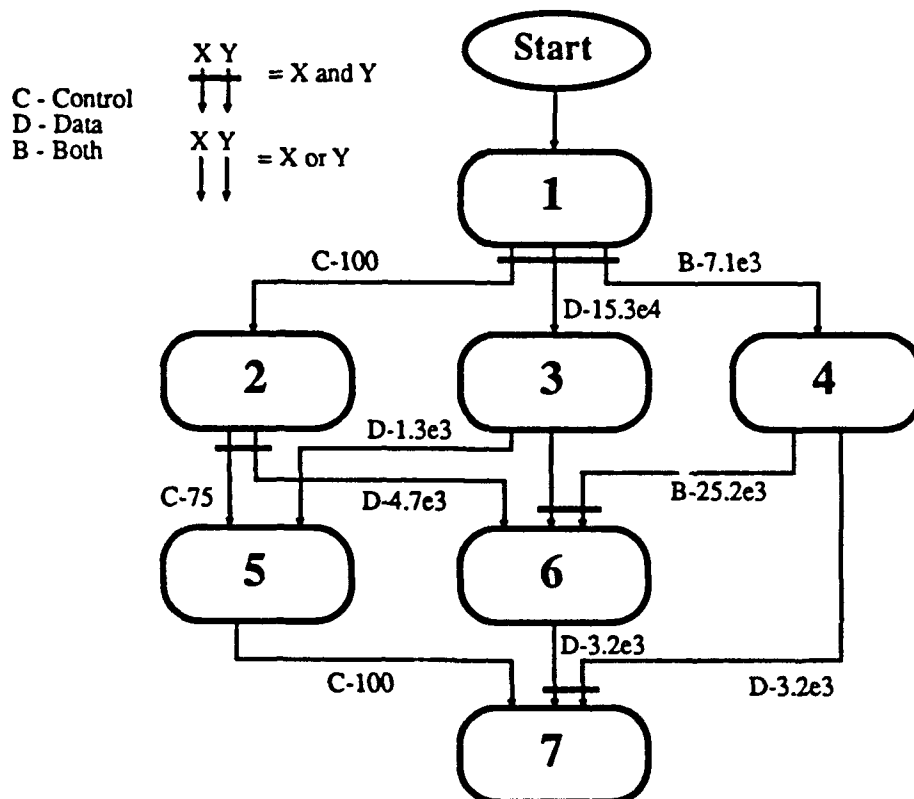 Start
X Y
= X and Y
C - Control
D - Data
B - Both
X Y
= X or Y
1
C-100
B-7.1e3
D-15.3e4
2
3
4
D-1.3e3
C-75
D-4.7e3
B-25.2e3
5
6
D-3.2e3
C-100
D-3.2e3
7